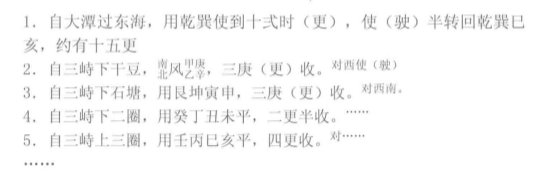 1. 自大潭过东海，用乾巽使到十弍时（更），使（驶）半转回乾巽巳
亥，约有十五更
2. 自三峙下干豆，南北风甲庚乙辛，三庚（更）收。对西使（驶）
3. 自三峙下石塘，用艮坤寅申，三庚（更）收。对西南。
4. 自三峙下二圈，用癸丁丑未平，二更半收。……
5. 自三峙上三圈，用壬丙巳亥平，四更收。对……
……